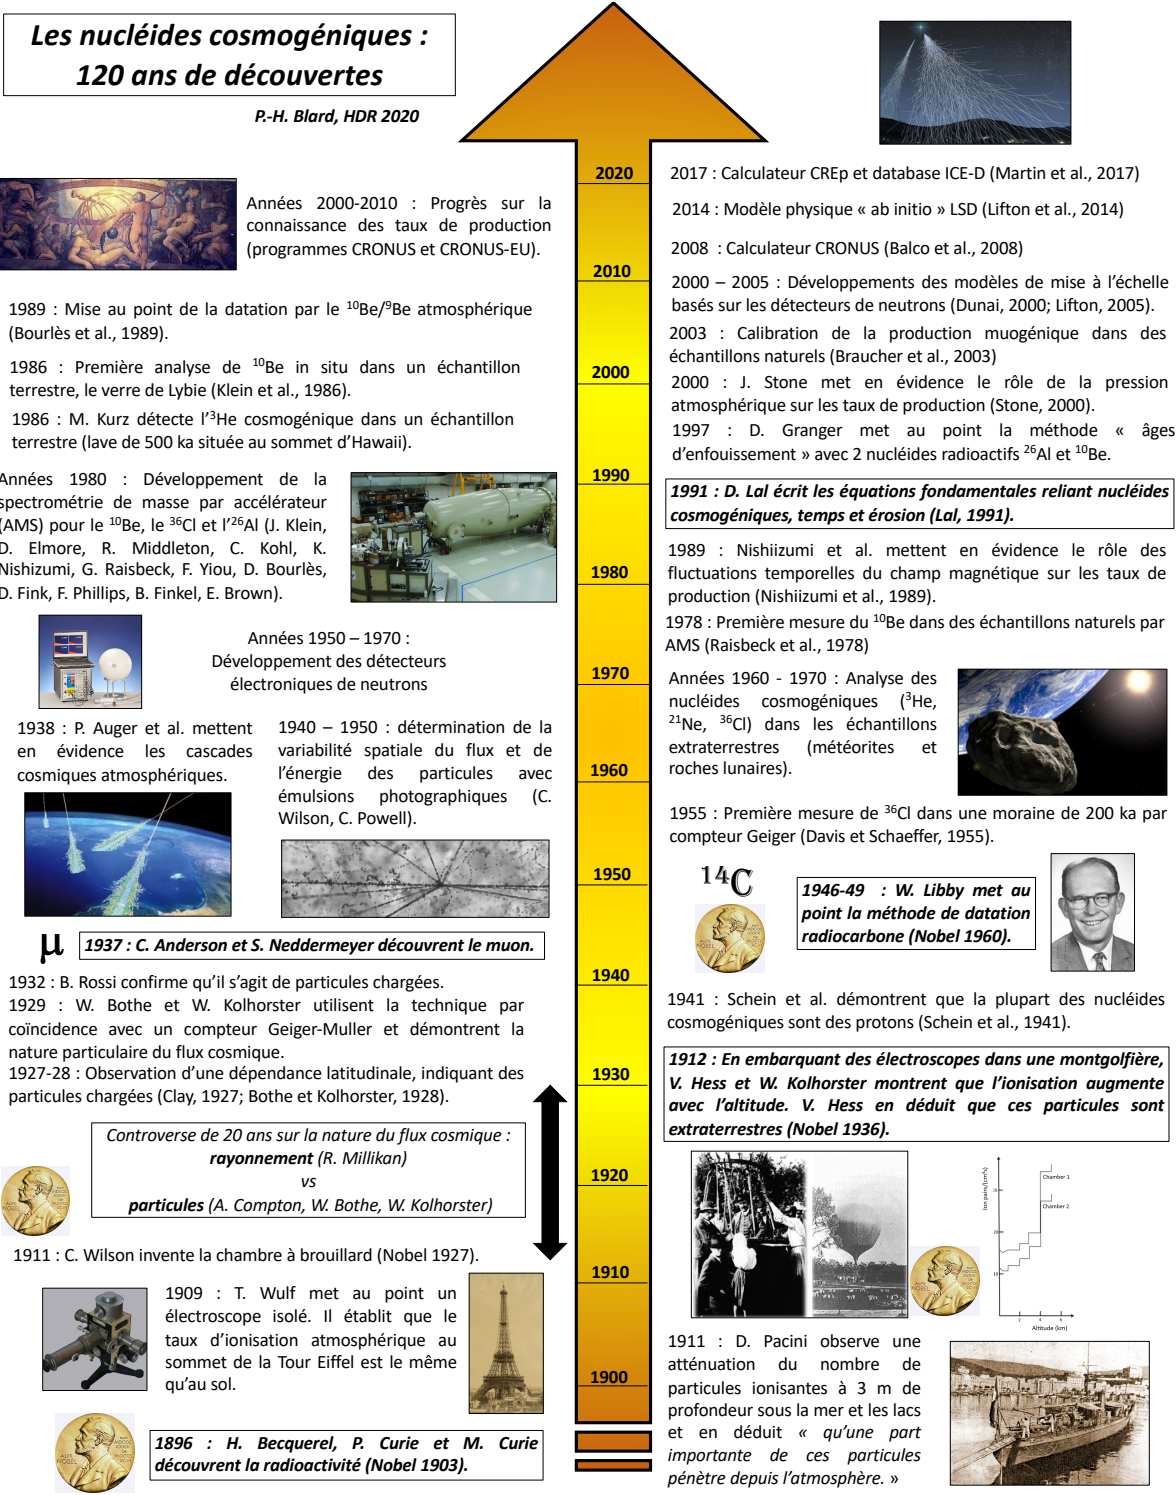 Les nucléides cosmogéniques :
120 ans de découvertes
P.-H. Blard, HDR 2020
Années 2000-2010 : Progrès sur la
connaissance des taux de production
(programmes CRONUS et CRONUS-EU).
1989 : Mise au point de la datation par le ¹⁰Be/⁹Be atmosphérique
(Bourlès et al., 1989).
1986 : Première analyse de ¹⁰Be in situ dans un échantillon
terrestre, le verre de Lybie (Klein et al., 1986).
1986 : M. Kurz détecte l'³He cosmogénique dans un échantillon
terrestre (lave de 500 ka située au sommet d'Hawaii).
Années 1980 : Développement de la
spectrométrie de masse par accélérateur
(AMS) pour le ¹⁰Be, le ³⁶Cl et l'²⁶Al (J. Klein,
D. Elmore, R. Middleton, C. Kohl, K.
Nishizumi, G. Raisbeck, F. Yiou, D. Bourlès,
D. Fink, F. Phillips, B. Finkel, E. Brown).
Années 1950 – 1970 :
Développement des détecteurs
électroniques de neutrons
1938 : P. Auger et al. mettent
en évidence les cascades
cosmiques atmosphériques.
1940 – 1950 : détermination de la
variabilité spatiale du flux et de
l'énergie des particules avec
émulsions photographiques (C.
Wilson, C. Powell).
μ
1937 : C. Anderson et S. Neddermeyer découvrent le muon.
1932 : B. Rossi confirme qu'il s'agit de particules chargées.
1929 : W. Bothe et W. Kolhorster utilisent la technique par
coïncidence avec un compteur Geiger-Muller et démontrent la
nature particulaire du flux cosmique.
1927-28 : Observation d'une dépendance latitudinale, indiquant des
particules chargées (Clay, 1927; Bothe et Kolhorster, 1928).
Controverse de 20 ans sur la nature du flux cosmique :
rayonnement (R. Millikan)
vs
particules (A. Compton, W. Bothe, W. Kolhorster)
1911 : C. Wilson invente la chambre à brouillard (Nobel 1927).
1909 : T. Wulf met au point un
électroscope isolé. Il établit que le
taux d'ionisation atmosphérique au
sommet de la Tour Eiffel est le même
qu'au sol.
1896 : H. Becquerel, P. Curie et M. Curie
découvrent la radioactivité (Nobel 1903).
2020
2010
2000
1990
1980
1970
1960
1950
1940
1930
1920
1910
1900
2017 : Calculateur CREp et database ICE-D (Martin et al., 2017)
2014 : Modèle physique « ab initio » LSD (Lifton et al., 2014)
2008 : Calculateur CRONUS (Balco et al., 2008)
2000 – 2005 : Développements des modèles de mise à l'échelle
basés sur les détecteurs de neutrons (Dunai, 2000; Lifton, 2005).
2003 : Calibration de la production muogénique dans des
échantillons naturels (Braucher et al., 2003)
2000 : J. Stone met en évidence le rôle de la pression
atmosphérique sur les taux de production (Stone, 2000).
1997 : D. Granger met au point la méthode « âges
d'enfouissement » avec 2 nucléides radioactifs ²⁶Al et ¹⁰Be.
1991 : D. Lal écrit les équations fondamentales reliant nucléides
cosmogéniques, temps et érosion (Lal, 1991).
1989 : Nishiizumi et al. mettent en évidence le rôle des
fluctuations temporelles du champ magnétique sur les taux de
production (Nishiizumi et al., 1989).
1978 : Première mesure du ¹⁰Be dans des échantillons naturels par
AMS (Raisbeck et al., 1978)
Années 1960 - 1970 : Analyse des
nucléides cosmogéniques (³He,
²¹Ne, ³⁶Cl) dans les échantillons
extraterrestres (météorites et
roches lunaires).
1955 : Première mesure de ³⁶Cl dans une moraine de 200 ka par
compteur Geiger (Davis et Schaeffer, 1955).
¹⁴C
1946-49 : W. Libby met au
point la méthode de datation
radiocarbone (Nobel 1960).
1941 : Schein et al. démontrent que la plupart des nucléides
cosmogéniques sont des protons (Schein et al., 1941).
1912 : En embarquant des électroscopes dans une montgolfière,
V. Hess et W. Kolhorster montrent que l'ionisation augmente
avec l'altitude. V. Hess en déduit que ces particules sont
extraterrestres (Nobel 1936).
Ion pairs/(cm³s)
Chamber 1
Chamber 2
20
10
2 4 6
Altitude (km)
1911 : D. Pacini observe une
atténuation du nombre de
particules ionisantes à 3 m de
profondeur sous la mer et les lacs
et en déduit « qu'une part
importante de ces particules
pénètre depuis l'atmosphère. »